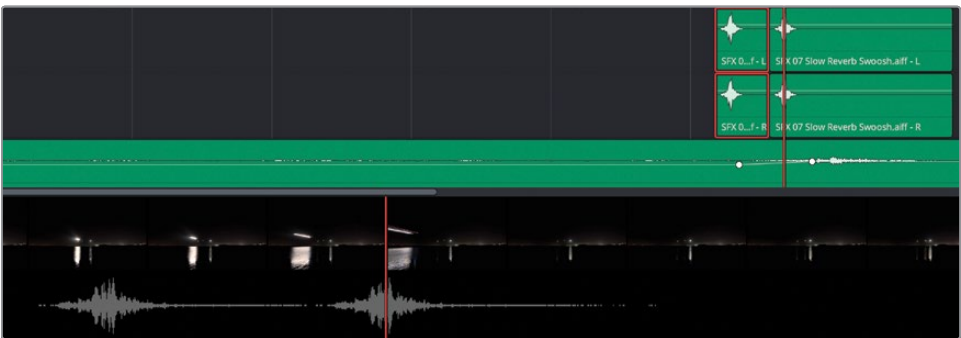 SFX 0...f - L SFX 07 Slow Reverb Swoosh.aiff - L
SFX 0...f - R SFX 07 Slow Reverb Swoosh.aiff - R